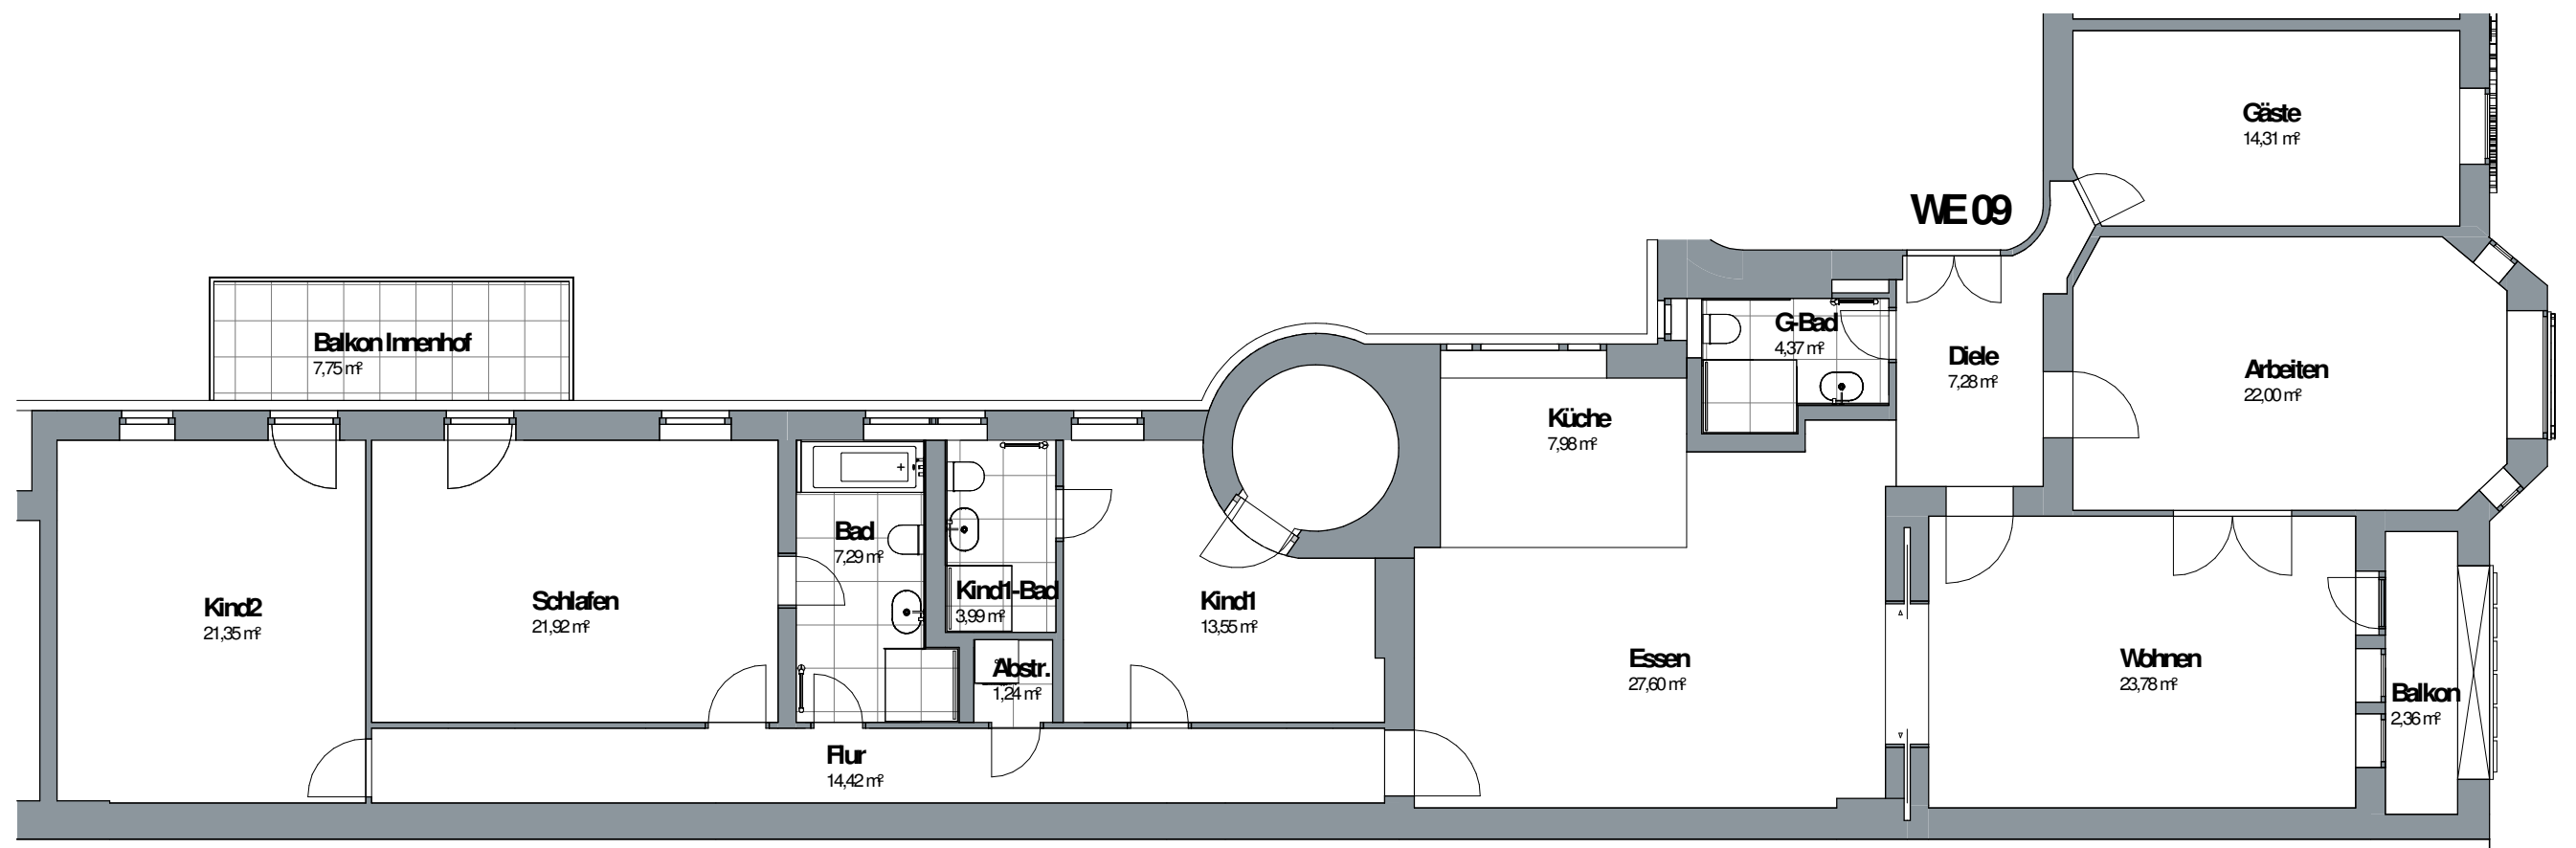 Gäste
14,31 m²
WE 09
G-Bad
4,37 m²
Diele
7,28 m²
Arbeiten
22,00 m²
Balkon Innenhof
7,75 m²
Küche
7,98 m²
Bad
7,29 m²
Kind1-Bad
3,99 m²
Kind2
21,35 m²
Schlafen
21,92 m²
Kind1
13,55 m²
Abstr.
1,24 m²
Essen
27,60 m²
Wohnen
23,78 m²
Balkon
2,36 m²
Flur
14,42 m²